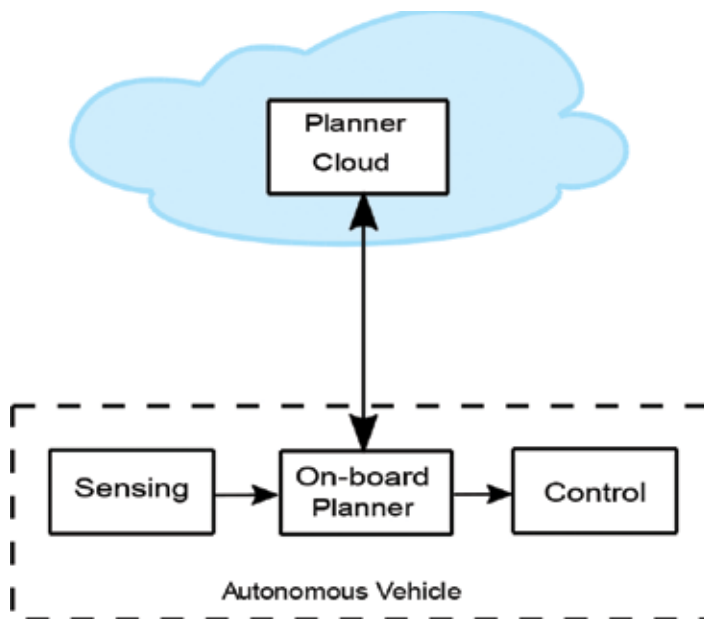 Planner
Cloud
Sensing
On-board
Planner
Control
Autonomous Vehicle